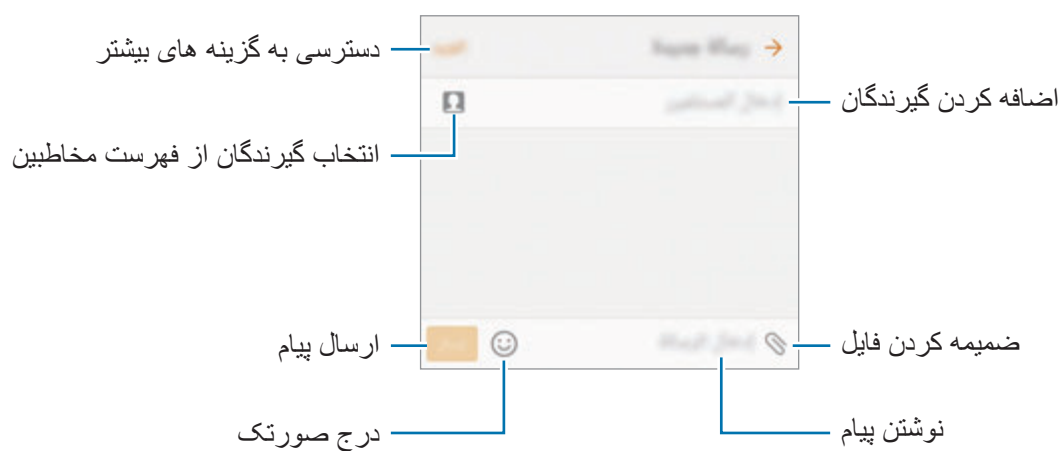 دسترسی به گزینه های بیشتر
اضافه کردن گیرندگان
انتخاب گیرندگان از فهرست مخاطبین
ارسال پیام
ضمیمه کردن فایل
درج صورتک
نوشتن پیام